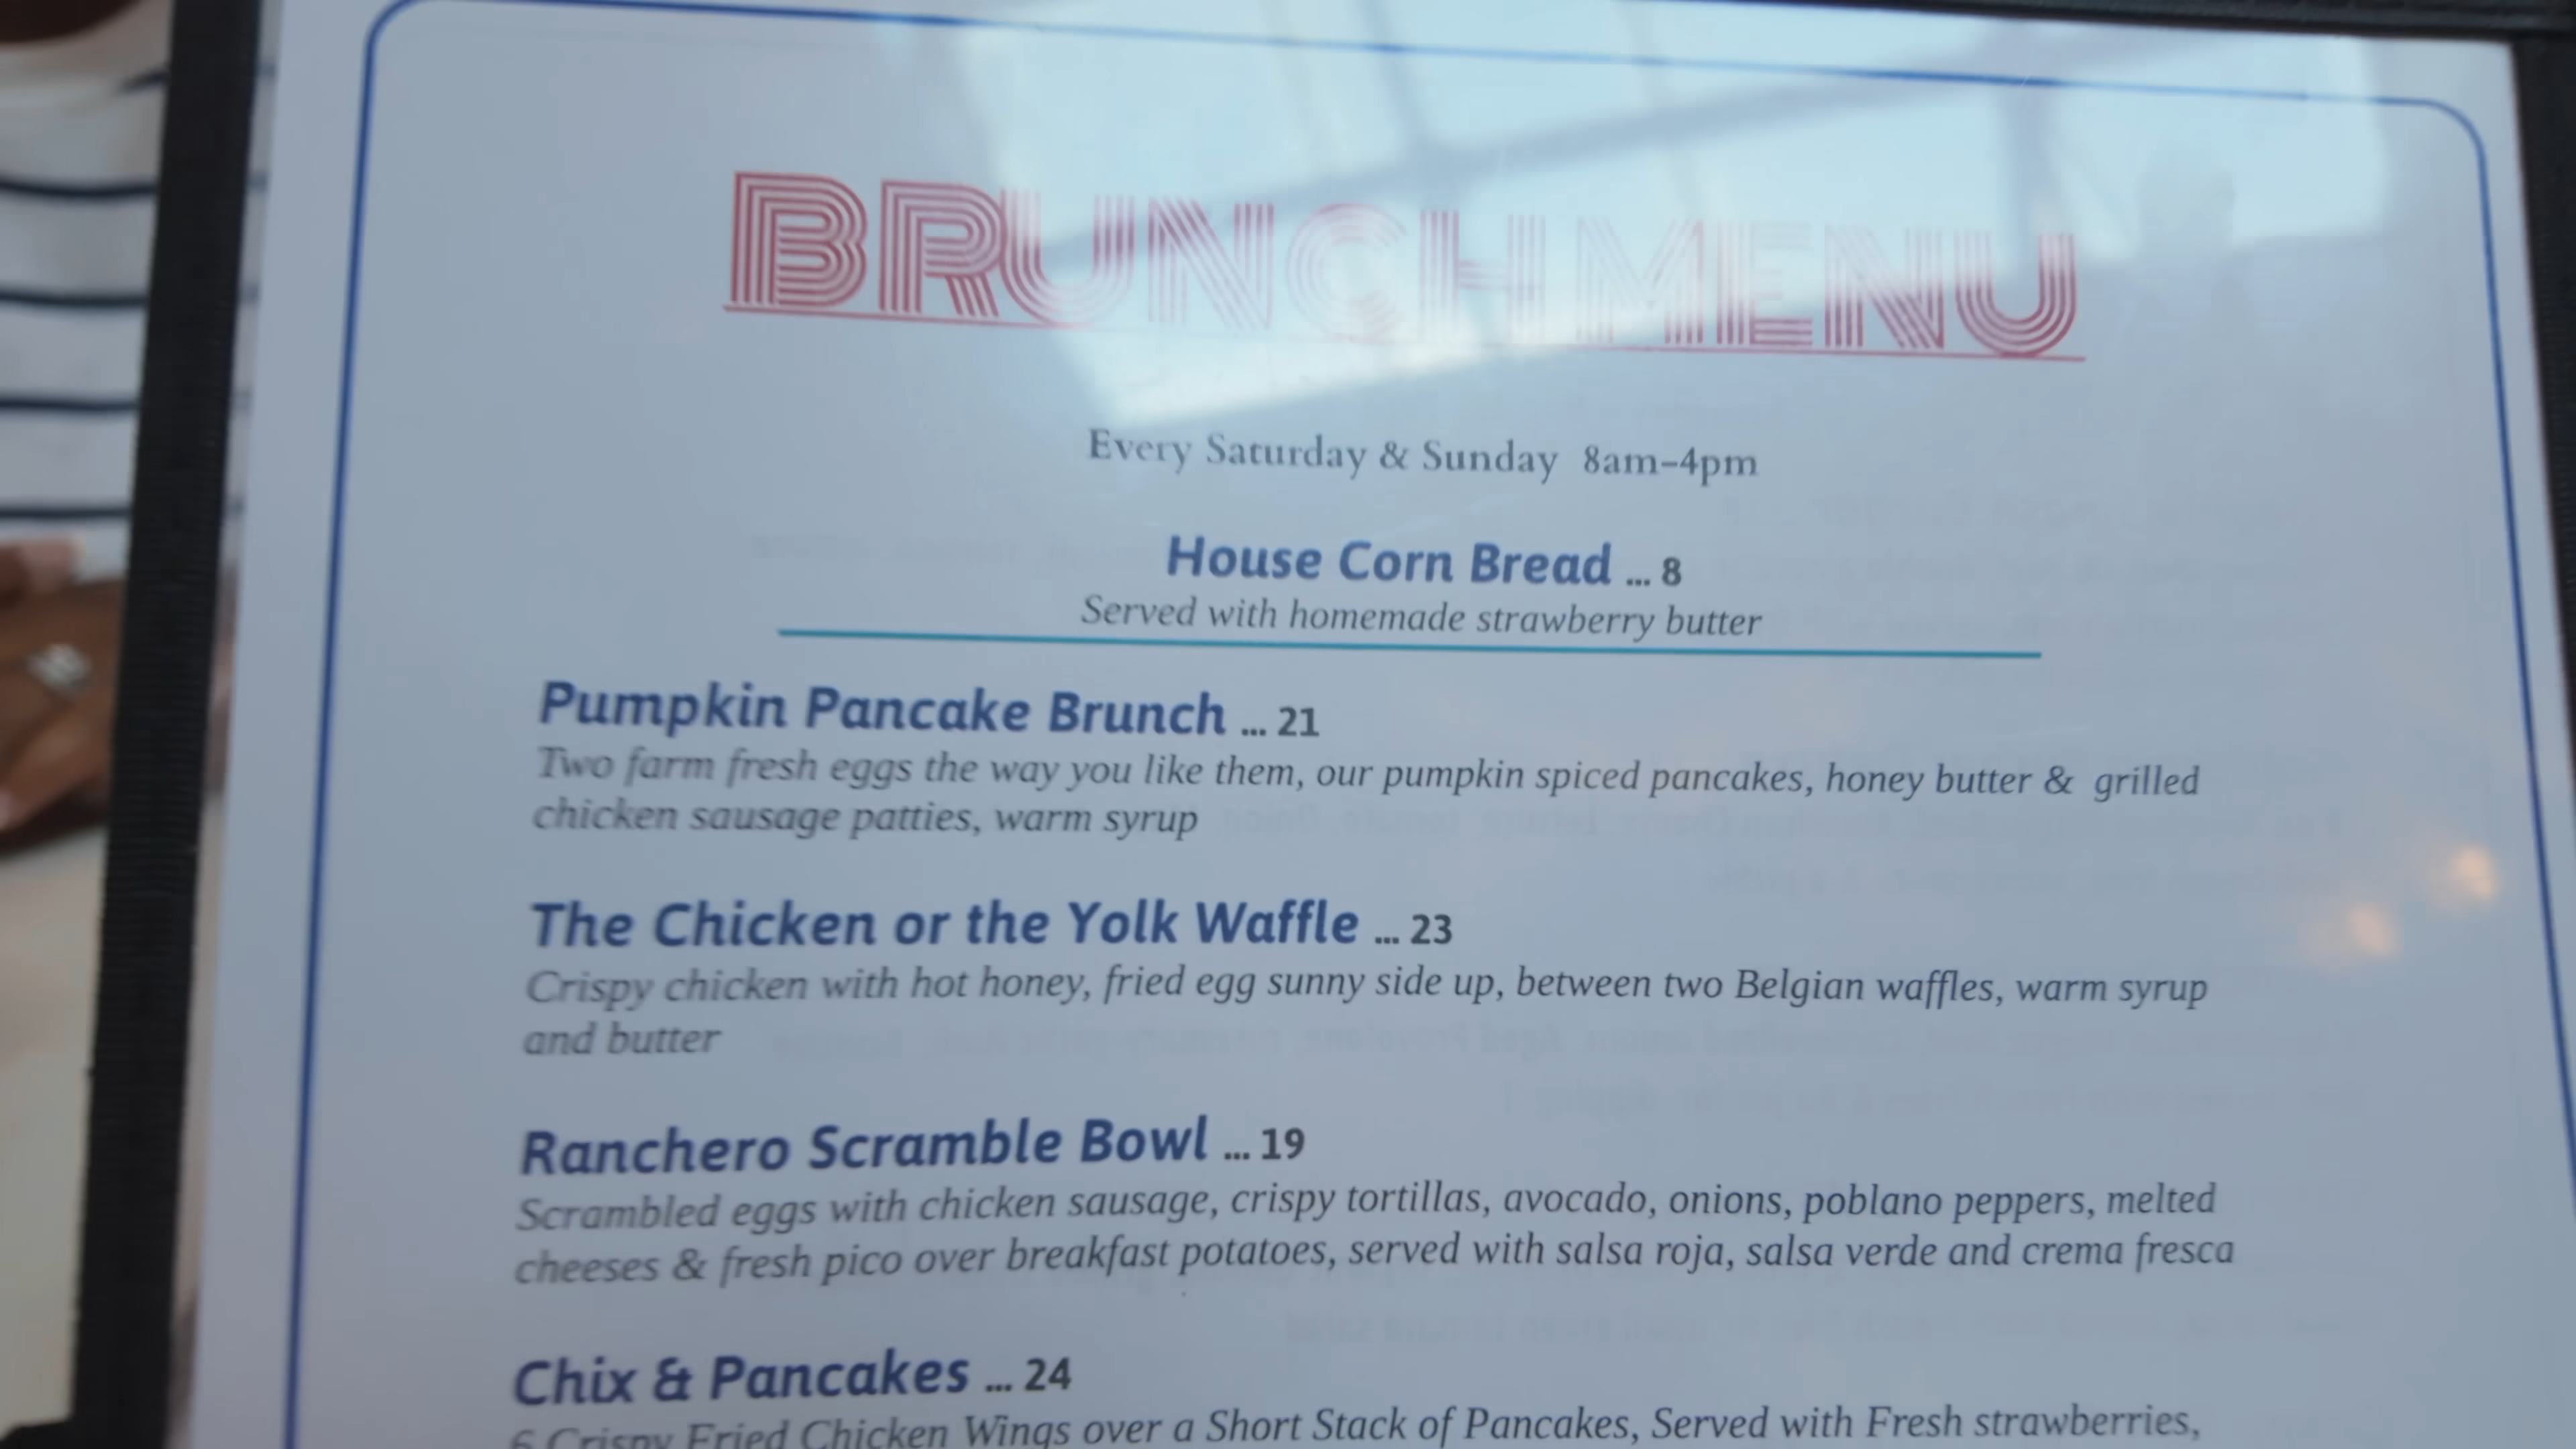 BRUNCH MENU
Every Saturday & Sunday 8am-4pm
House Corn Bread ... 8
Served with homemade strawberry butter
Pumpkin Pancake Brunch ... 21
Two farm fresh eggs the way you like them, our pumpkin spiced pancakes, honey butter & grilled
chicken sausage patties, warm syrup
The Chicken or the Yolk Waffle ... 23
Crispy chicken with hot honey, fried egg sunny side up, between two Belgian waffles, warm syrup
and butter
Ranchero Scramble Bowl ... 19
Scrambled eggs with chicken sausage, crispy tortillas, avocado, onions, poblano peppers, melted
cheeses & fresh pico over breakfast potatoes, served with salsa roja, salsa verde and crema fresca
Chix & Pancakes ... 24
6 Crispy Fried Chicken Wings over a Short Stack of Pancakes, Served with Fresh strawberries,